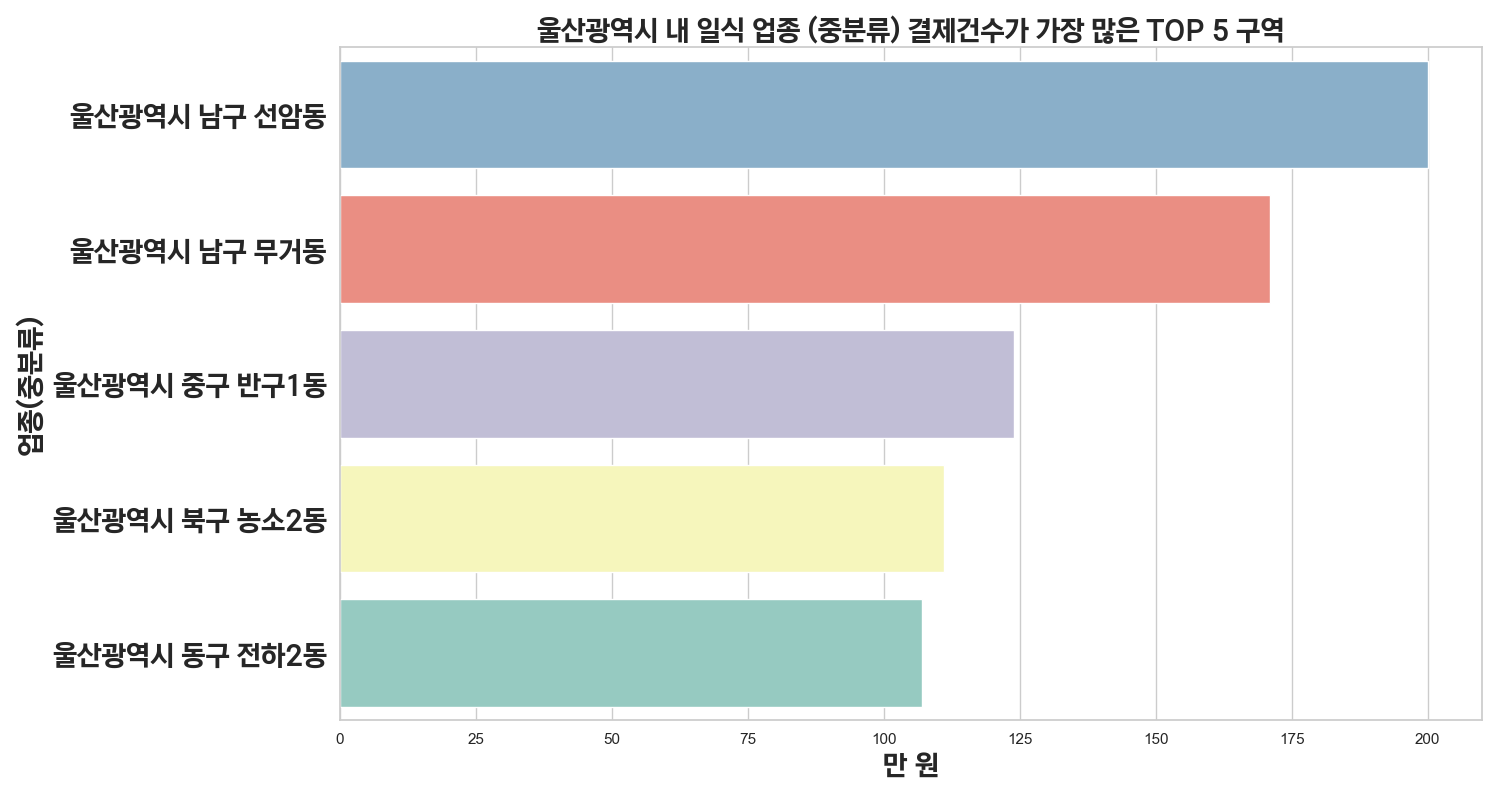 울산광역시 내 일식 업종 (중분류) 결제건수가 가장 많은 TOP 5 구역
업종(중분류)
울산광역시 남구 선암동
울산광역시 남구 무거동
울산광역시 중구 반구1동
울산광역시 북구 농소2동
울산광역시 동구 전하2동
0 25 50 75 100 125 150 175 200
만 원